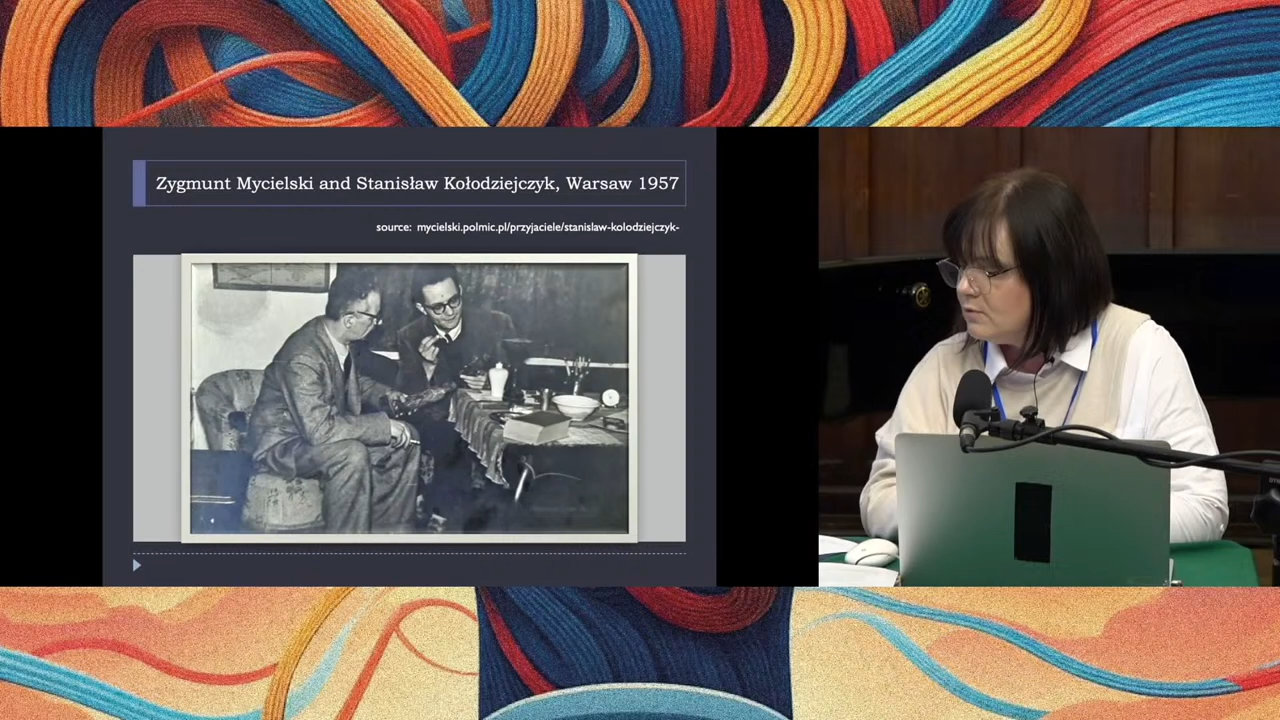 Zygmunt Mycielski and Stanisław Kołodziejczyk, Warsaw 1957
source: mycielski.polmic.pl/przyjaciele/stanislaw-kolodziejczyk-